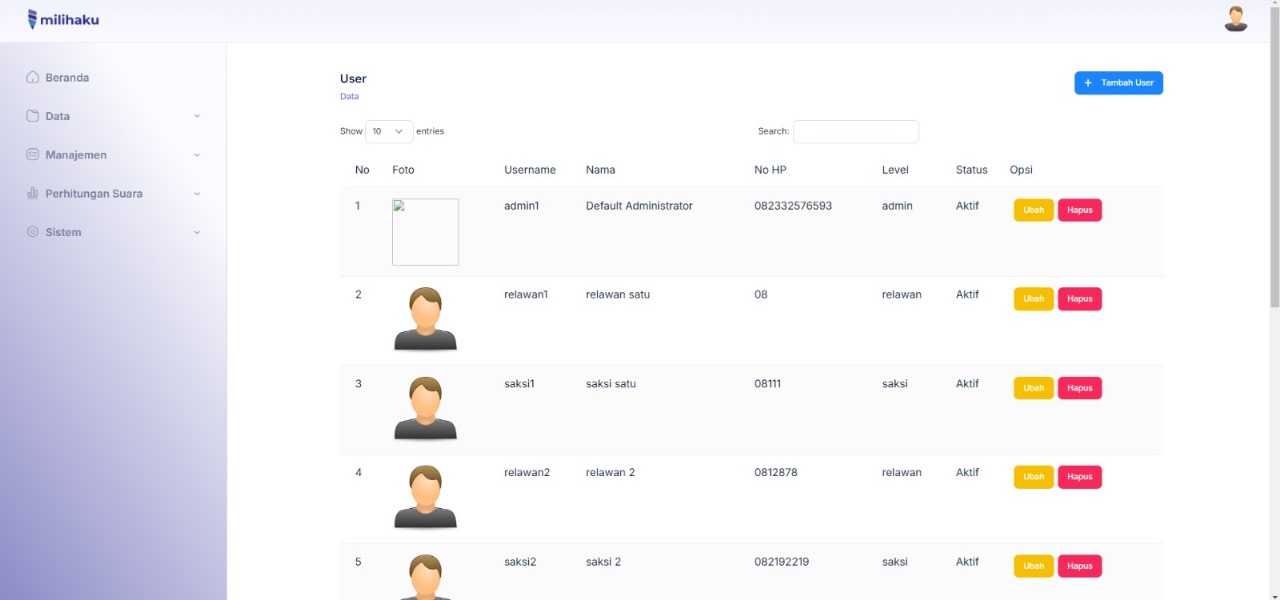 milihaku
Beranda
Data
Manajemen
Perhitungan Suara
Sistem
User
Data
+ Tambah User
Show 10 entries
Search:
No Foto Username Nama No HP Level Status Opsi
1 admin1 Default Administrator 082332576593 admin Aktif Ubah Hapus
2 relawan1 relawan satu 08 relawan Aktif Ubah Hapus
3 saksi1 saksi satu 08111 saksi Aktif Ubah Hapus
4 relawan2 relawan 2 0812878 relawan Aktif Ubah Hapus
5 saksi2 saksi 2 082192219 saksi Aktif Ubah Hapus